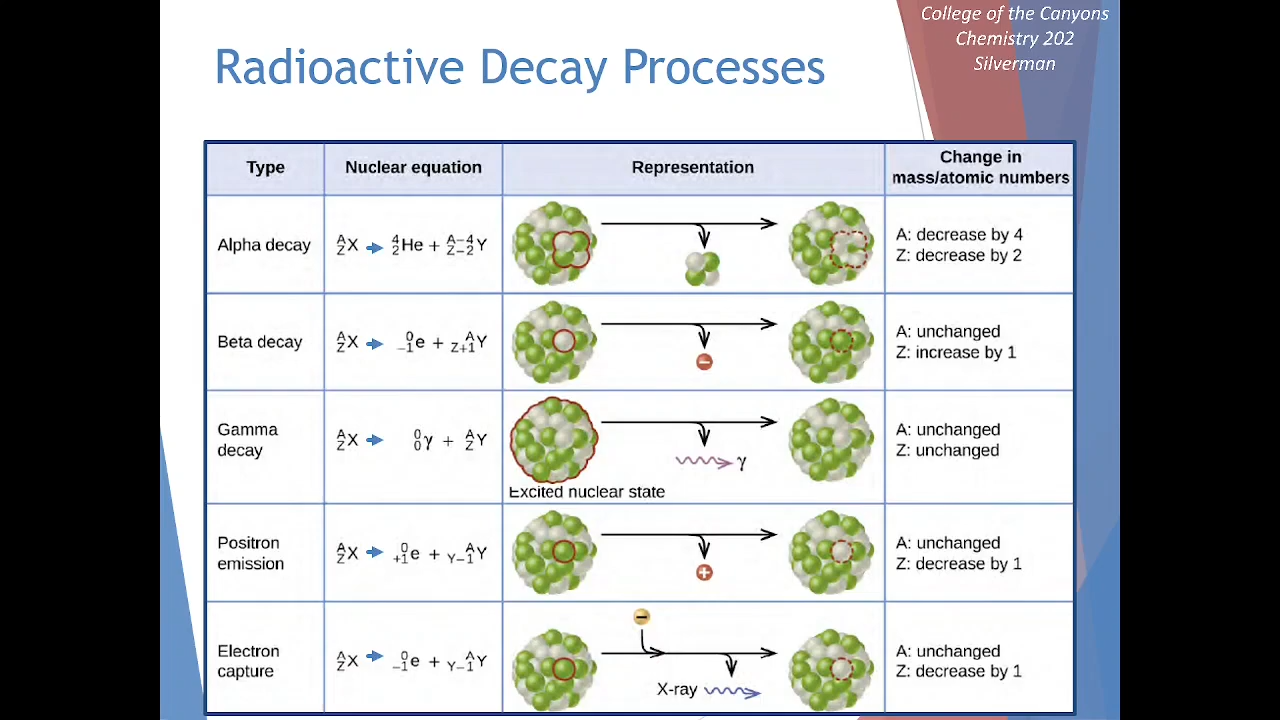 College of the Canyons
Chemistry 202
Silverman
Radioactive Decay Processes
Type
Nuclear equation
Representation
Change in
mass/atomic numbers
Alpha decay
A Z X → 4 2 He + A−4 Z−2 Y
A: decrease by 4
Z: decrease by 2
Beta decay
A Z X → 0 −1 e + A Z+1 Y
−
A: unchanged
Z: increase by 1
Gamma
decay
A Z X → 0 0 γ + A Z Y
γ
Excited nuclear state
A: unchanged
Z: unchanged
Positron
emission
A Z X → 0 +1 e + A Y−1 Y
+
A: unchanged
Z: decrease by 1
Electron
capture
A Z X → 0 −1 e + A Y−1 Y
−
X-ray
A: unchanged
Z: decrease by 1